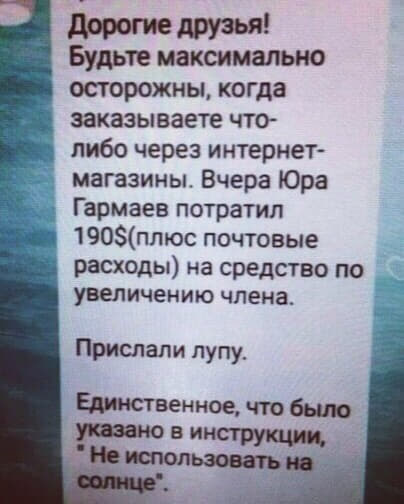 Дорогие друзья!
Будьте максимально
осторожны, когда
заказываете что-
либо через интернет-
магазины. Вчера Юра
Гармаев потратил
190$(плюс почтовые
расходы) на средство по
увеличению члена.
Прислали лупу.
Единственное, что было
указано в инструкции,
" Не использовать на
солнце".